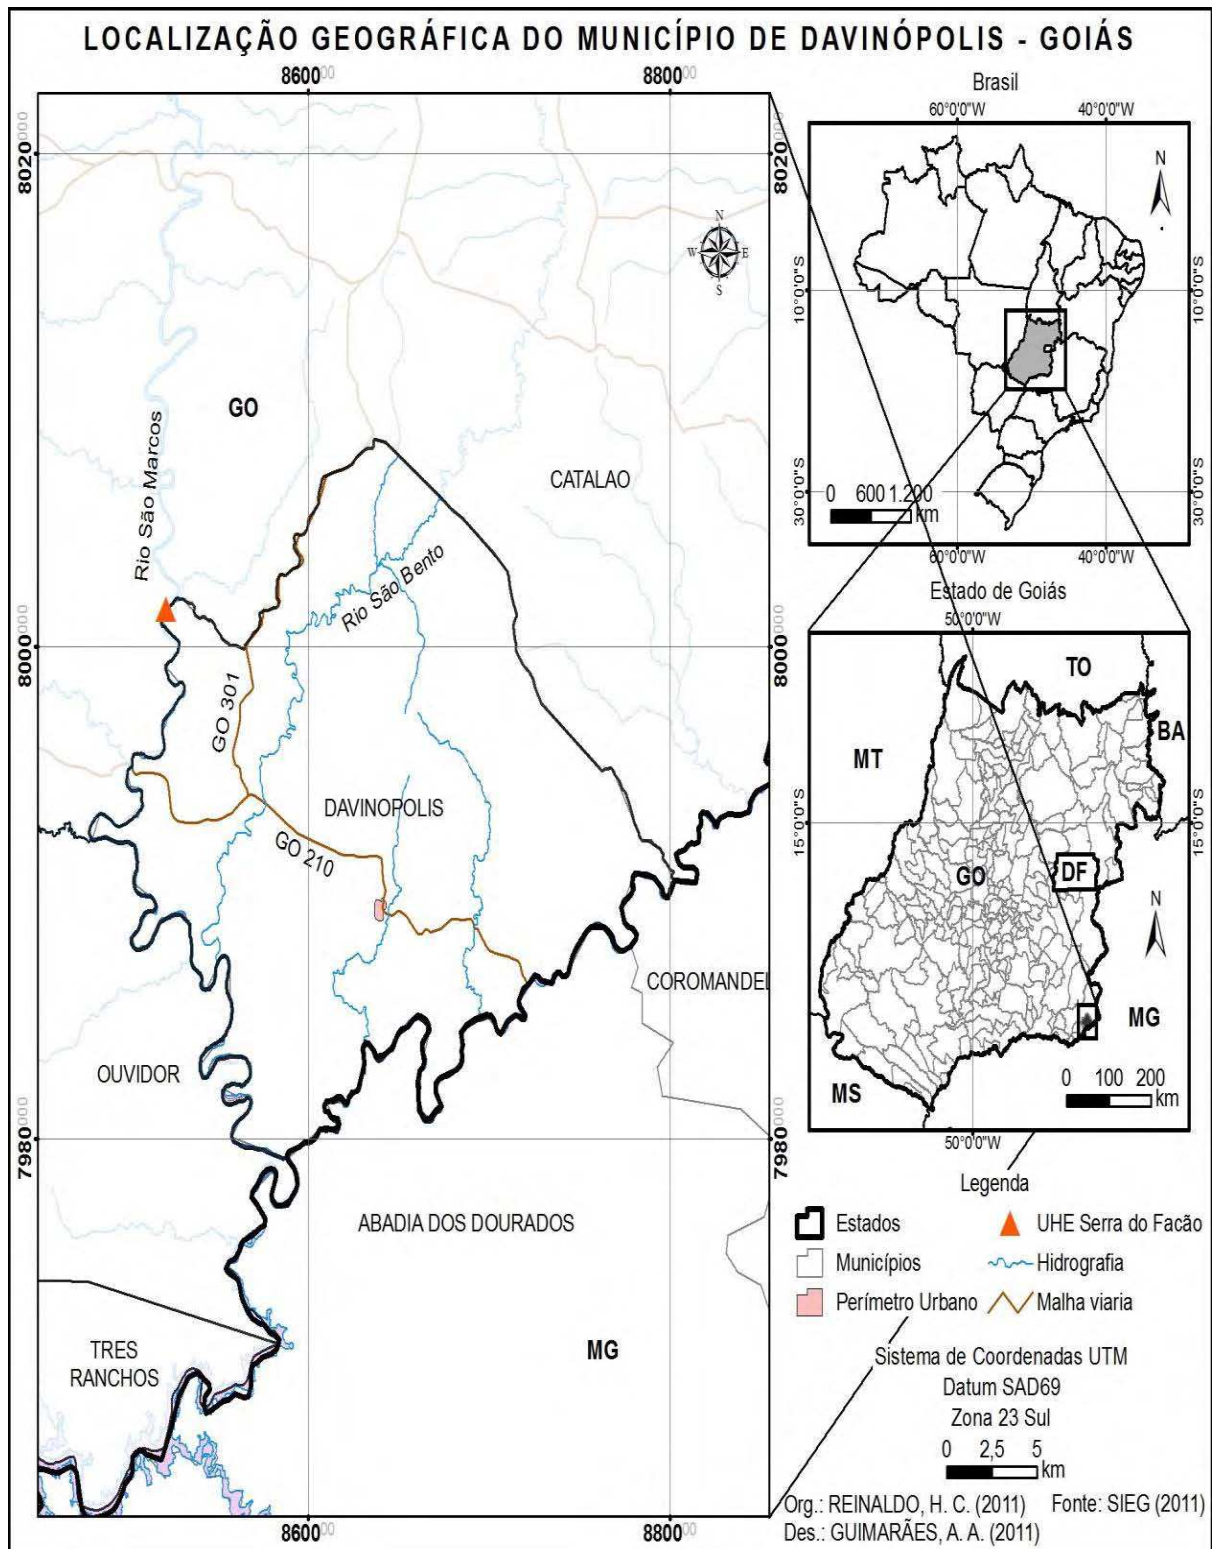 LOCALIZAÇÃO GEOGRÁFICA DO MUNICÍPIO DE DAVINÓPOLIS - GOIÁS
860000
880000
8020000
8020000
N
W E
S
GO
Rio São Marcos
CATALAO
Rio São Bento
8000000
8000000
GO 301
DAVINOPOLIS
GO 210
COROMANDEL
OUVIDOR
7980000
7980000
ABADIA DOS DOURADOS
TRES
RANCHOS
MG
860000
880000
Brasil
60°0'0"W
40°0'0"W
N
10°0'0"S
10°0'0"S
30°0'0"S
30°0'0"S
0 600 1.200
km
60°0'0"W
40°0'0"W
Estado de Goiás
50°0'0"W
TO
BA
MT
15°0'0"S
15°0'0"S
GO
DF
N
MG
MS
0 100 200
km
50°0'0"W
Legenda
Estados
UHE Serra do Facão
Municípios
Hidrografia
Perímetro Urbano
Malha viaria
Sistema de Coordenadas UTM
Datum SAD69
Zona 23 Sul
0 2,5 5
km
Org.: REINALDO, H. C. (2011) Fonte: SIEG (2011)
Des.: GUIMARÃES, A. A. (2011)